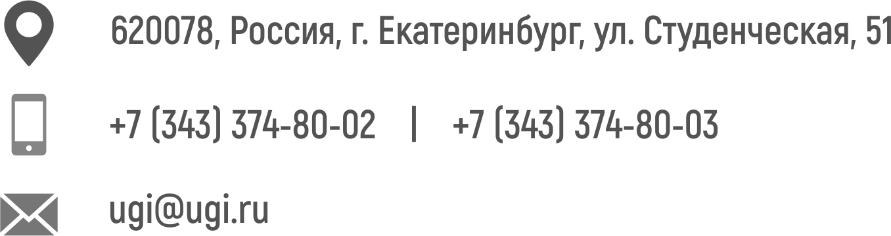 620078, Россия, г. Екатеринбург, ул. Студенческая, 51
+7 (343) 374-80-02 | +7 (343) 374-80-03
ugi@ugi.ru